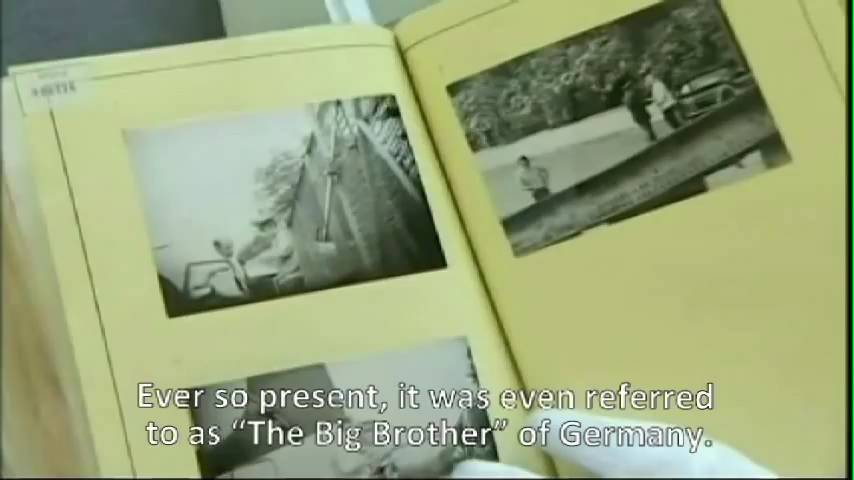 Ever so present, it was even referred
to as “The Big Brother” of Germany.